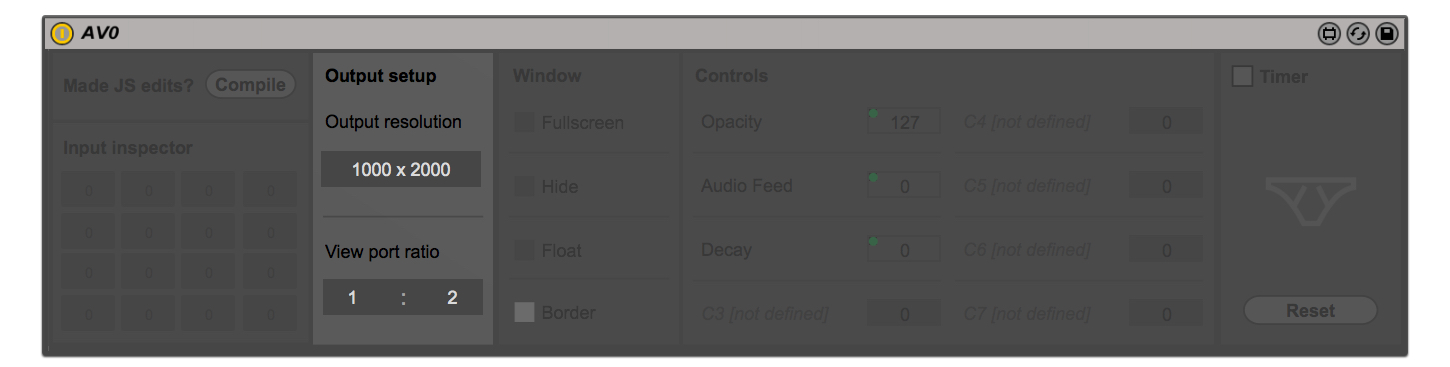 AV0
Made JS edits? Compile
Input inspector
0 0 0 0
0 0 0 0
0 0 0 0
0 0 0 0
Output setup
Output resolution
1000 x 2000
View port ratio
1 : 2
Window
Fullscreen
Hide
Float
Border
Controls
Opacity 127 C4 [not defined] 0
Audio Feed 0 C5 [not defined] 0
Decay 0 C6 [not defined] 0
C3 [not defined] 0 C7 [not defined] 0
Timer
Reset